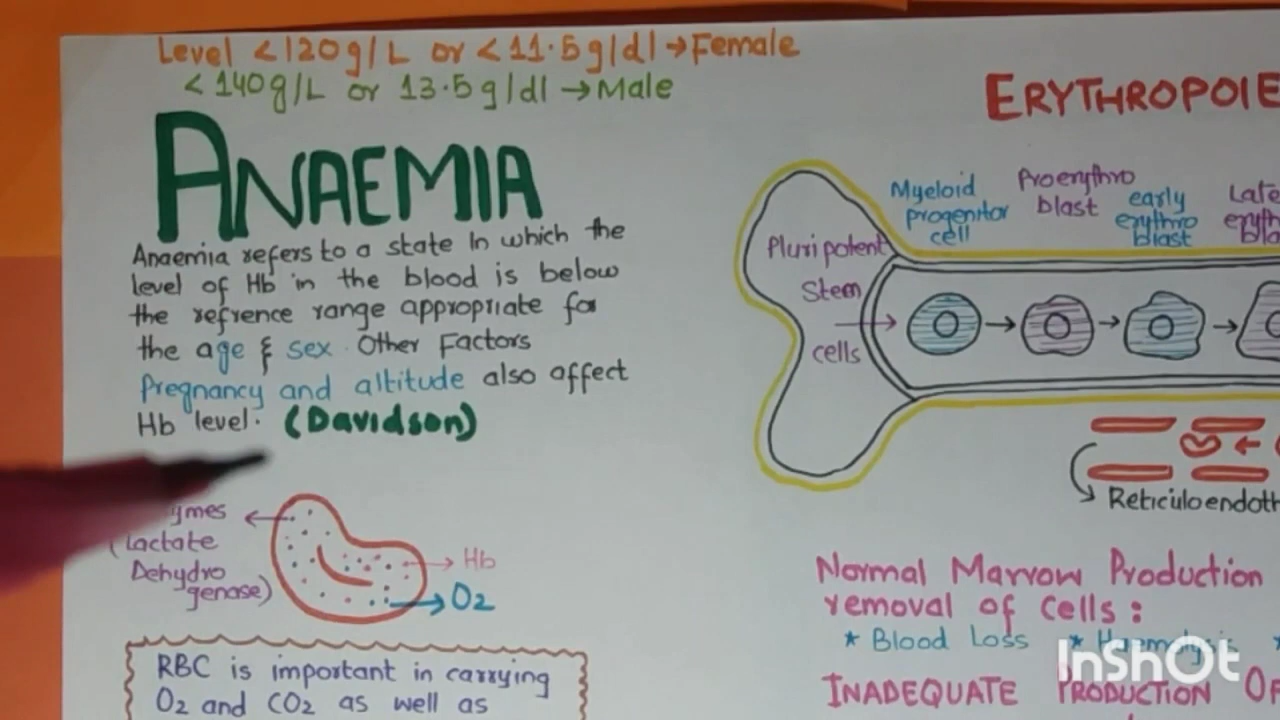 Level <120g/L or <11.5g/dl →Female
<140g/L or 13.5g/dl →Male
ANAEMIA
Anaemia refers to a state In which the
level of Hb in the blood is below
the refrence range appropriate for
the age & sex. Other Factors
Pregnancy and altitude also affect
Hb level. (Davidson)
(Lactate
Dehydro
genase)
Hb
O2
RBC is important in carrying
O2 and CO2 as well as
ERYTHROPOIE
Myeloid
progenitor
cell
Proerythro
blast
early
erythro
blast
Late
eryth
bla
Pluripotent
Stem
cells
Reticuloendoth
Normal Marrow Production
removal of cells:
* Blood Loss * Haemolysis *
INADEQUATE PRODUCTION OF
InShOt